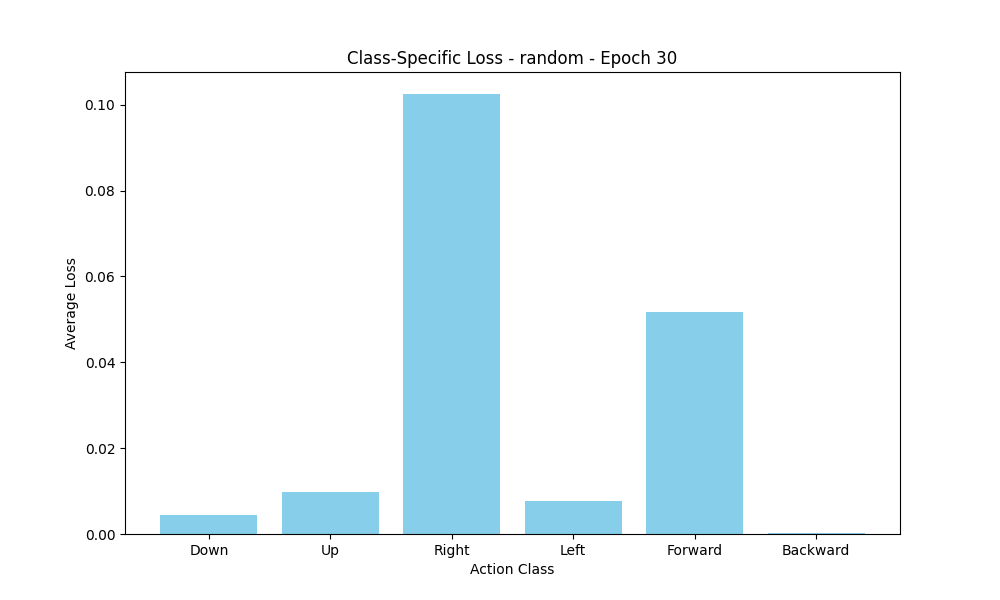 Class-Specific Loss - random - Epoch 30
Average Loss
0.10
0.08
0.06
0.04
0.02
0.00
Down Up Right Left Forward Backward
Action Class